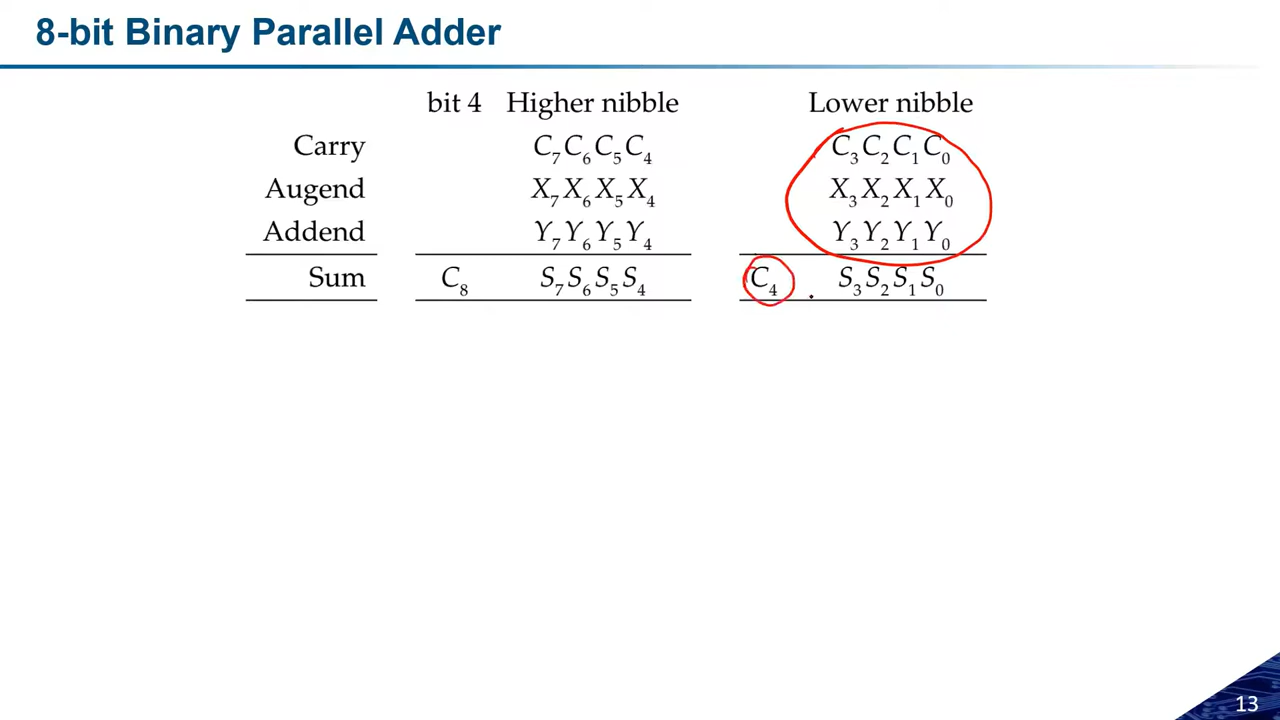 8-bit Binary Parallel Adder
bit 4 Higher nibble Lower nibble
Carry C₇C₆C₅C₄ C₃C₂C₁C₀
Augend X₇X₆X₅X₄ X₃X₂X₁X₀
Addend Y₇Y₆Y₅Y₄ Y₃Y₂Y₁Y₀
Sum C₈ S₇S₆S₅S₄ C₄ S₃S₂S₁S₀
13